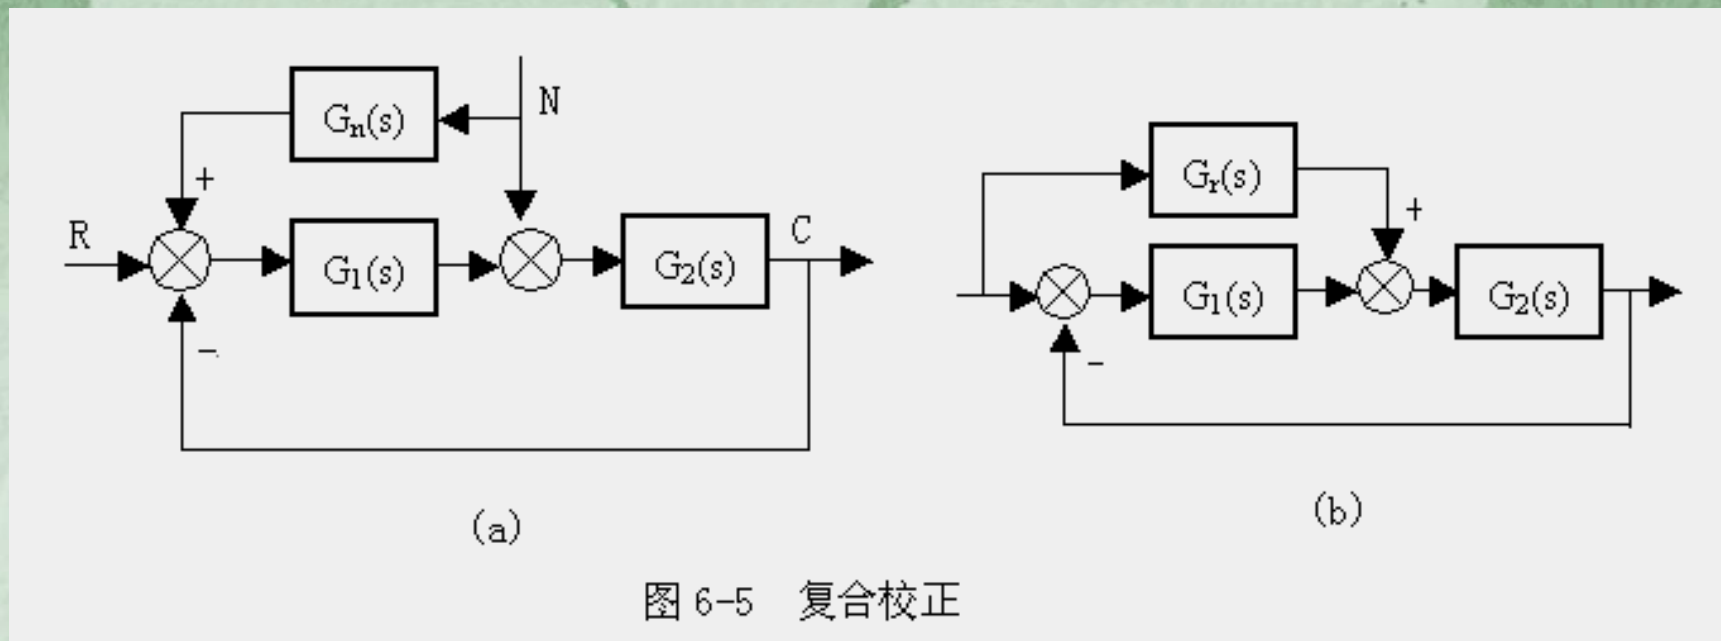 N
Gn(s)
+
R
G1(s)
G2(s)
C
-
(a)
Gr(s)
+
G1(s)
G2(s)
-
(b)
图 6-5 复合校正